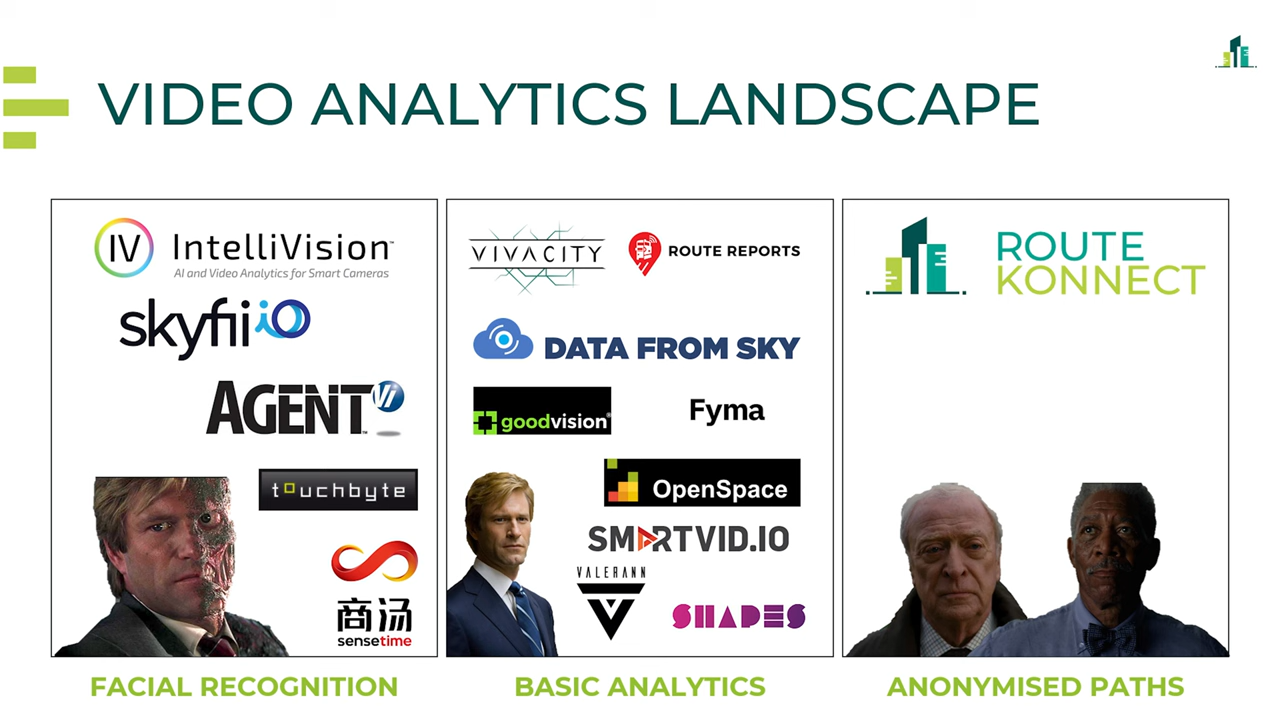 VIDEO ANALYTICS LANDSCAPE
IV IntelliVision™
AI and Video Analytics for Smart Cameras
skyfii iO
AGENT Vi™
touchbyte
商汤
sensetime
FACIAL RECOGNITION
VIVACITY
ROUTE REPORTS
DATA FROM SKY
goodvision®
Fyma
OpenSpace
SMARTVID.IO
VALERANN
SHAPES
BASIC ANALYTICS
ROUTE
KONNECT
ANONYMISED PATHS